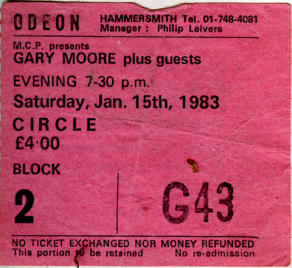 ODEON HAMMERSMITH Tel. 01-748-4081
Manager : Philip Leivers
M.C.P. presents
GARY MOORE plus guests
EVENING 7-30 p.m.
Saturday, Jan. 15th, 1983
CIRCLE
£4·00
BLOCK
2 G43
NO TICKET EXCHANGED NOR MONEY REFUNDED
This portion to be retained No re-admission